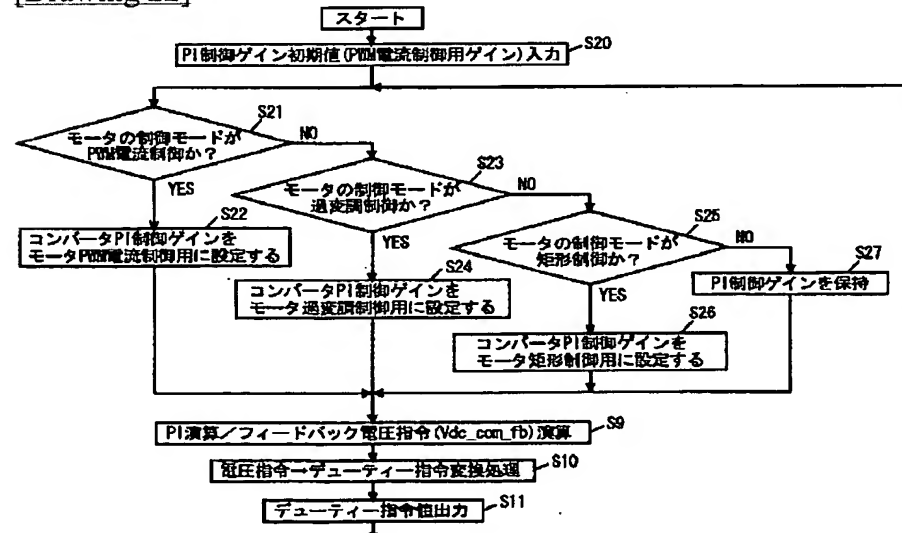 スタート
PI制御ゲイン初期値(PWM電流制御用ゲイン)入力
S20
S21
モータの制御モードが
PWM電流制御か?
NO
YES
S23
モータの制御モードが
過変調制御か?
NO
YES
S22
コンバータPI制御ゲインを
モータPWM電流制御用に設定する
S25
モータの制御モードが
矩形制御か?
NO
YES
S24
コンバータPI制御ゲインを
モータ過変調制御用に設定する
S27
PI制御ゲインを保持
S26
コンバータPI制御ゲインを
モータ矩形制御用に設定する
PI演算/フィードバック電圧指令(Vdc_com_fb)演算
S9
電圧指令→デューティー指令変換処理
S10
デューティー指令値出力
S11